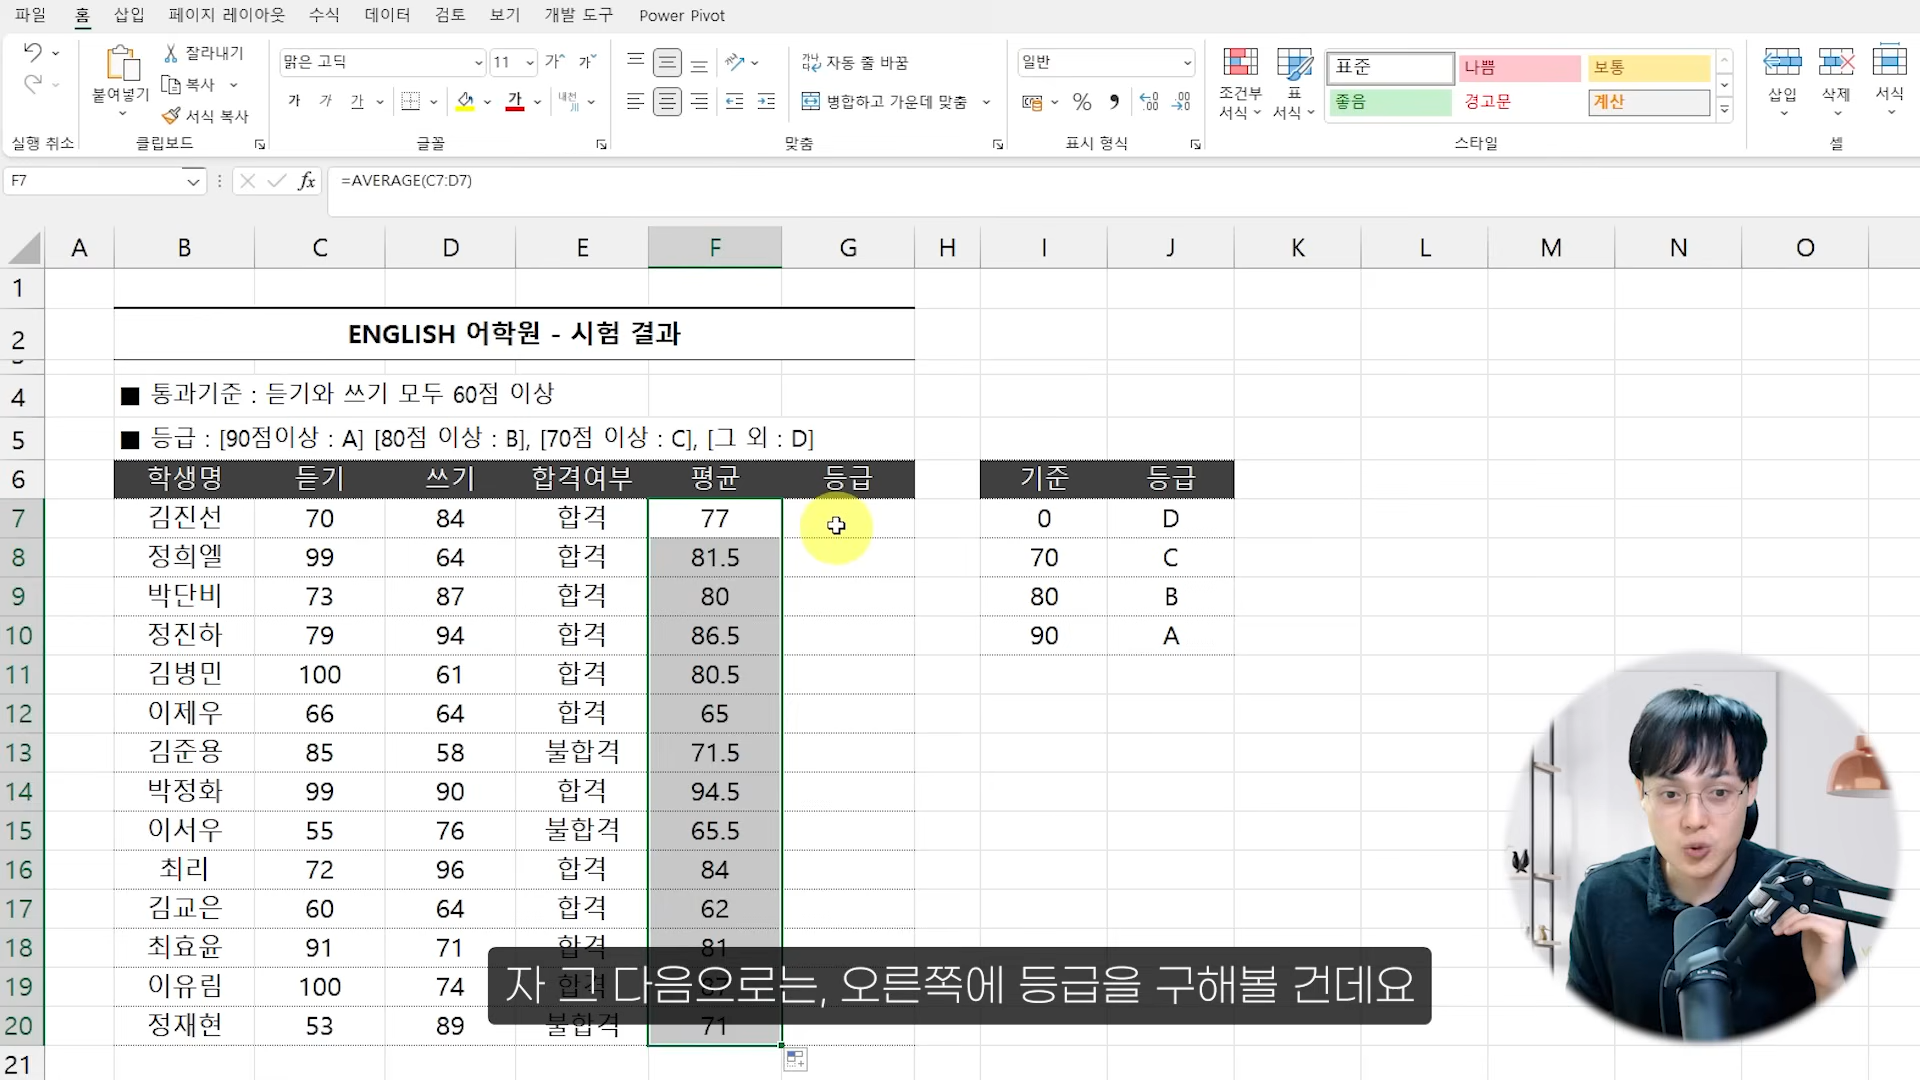 파일 홈 삽입 페이지 레이아웃 수식 데이터 검토 보기 개발 도구 Power Pivot
붙여넣기 잘라내기 복사 서식 복사
맑은 고딕 11 가 가
가 가 가 가
자동 줄 바꿈
병합하고 가운데 맞춤
일반
%
조건부 서식 표 서식
표준 나쁨 보통
좋음 경고문 계산
삽입 삭제 서식
실행 취소 클립보드 글꼴 맞춤 표시 형식 스타일 셀
F7 fx =AVERAGE(C7:D7)
A B C D E F G H I J K L M N O
1
2 ENGLISH 어학원 - 시험 결과
4 ■ 통과기준 : 듣기와 쓰기 모두 60점 이상
5 ■ 등급 : [90점이상 : A] [80점 이상 : B], [70점 이상 : C], [그 외 : D]
6 학생명 듣기 쓰기 합격여부 평균 등급 기준 등급
7 김진선 70 84 합격 77 0 D
8 정희엘 99 64 합격 81.5 70 C
9 박단비 73 87 합격 80 80 B
10 정진하 79 94 합격 86.5 90 A
11 김병민 100 61 합격 80.5
12 이제우 66 64 합격 65
13 김준용 85 58 불합격 71.5
14 박정화 99 90 합격 94.5
15 이서우 55 76 불합격 65.5
16 최리 72 96 합격 84
17 김교은 60 64 합격 62
18 최효윤 91 71 합격 81
19 이유림 100 74 합격 87
20 정재현 53 89 불합격 71
21
자 그 다음으로는, 오른쪽에 등급을 구해볼 건데요